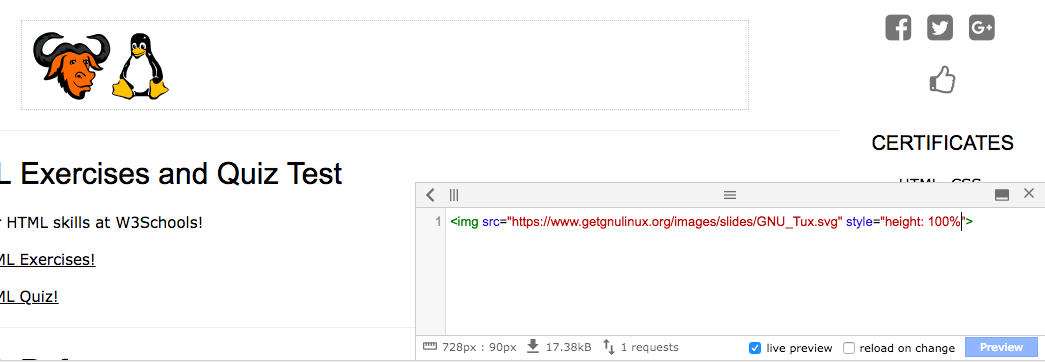 CERTIFICATES
L Exercises and Quiz Test
r HTML skills at W3Schools!
ML Exercises!
ML Quiz!
1 <img src="https://www.getgnulinux.org/images/slides/GNU_Tux.svg" style="height: 100%">
728px : 90px 17.38kB 1 requests live preview reload on change Preview